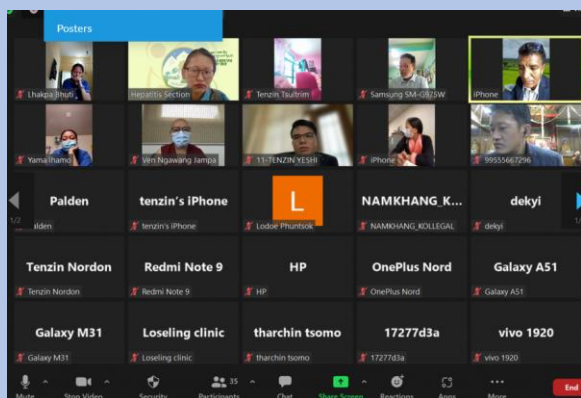 Posters
Lhakpa Bhuti
Hepatitis Section
Tenzin Tsultrim
Samsung SM-G975W
iPhone
Yama lhamo
Ven Ngawang Jampa
11-TENZIN YESHI
iPhone
99555667296
Palden
tenzin's iPhone
L
NAMKHANG_K...
dekyi
1/2
Palden
tenzin's iPhone
Lodoe Phuntsok
NAMKHANG_KOLLEGAL
dekyi
Tenzin Nordon
Redmi Note 9
HP
OnePlus Nord
Galaxy A51
Tenzin Nordon
Redmi Note 9
HP
OnePlus Nord
Galaxy A51
Galaxy M31
Loseling clinic
tharchin tsomo
17277d3a
vivo 1920
Galaxy M31
Loseling clinic
tharchin tsomo
17277d3a
vivo 1920
35
Mute
Stop Video
Security
Participants
Chat
Share Screen
Reactions
Apps
More
End